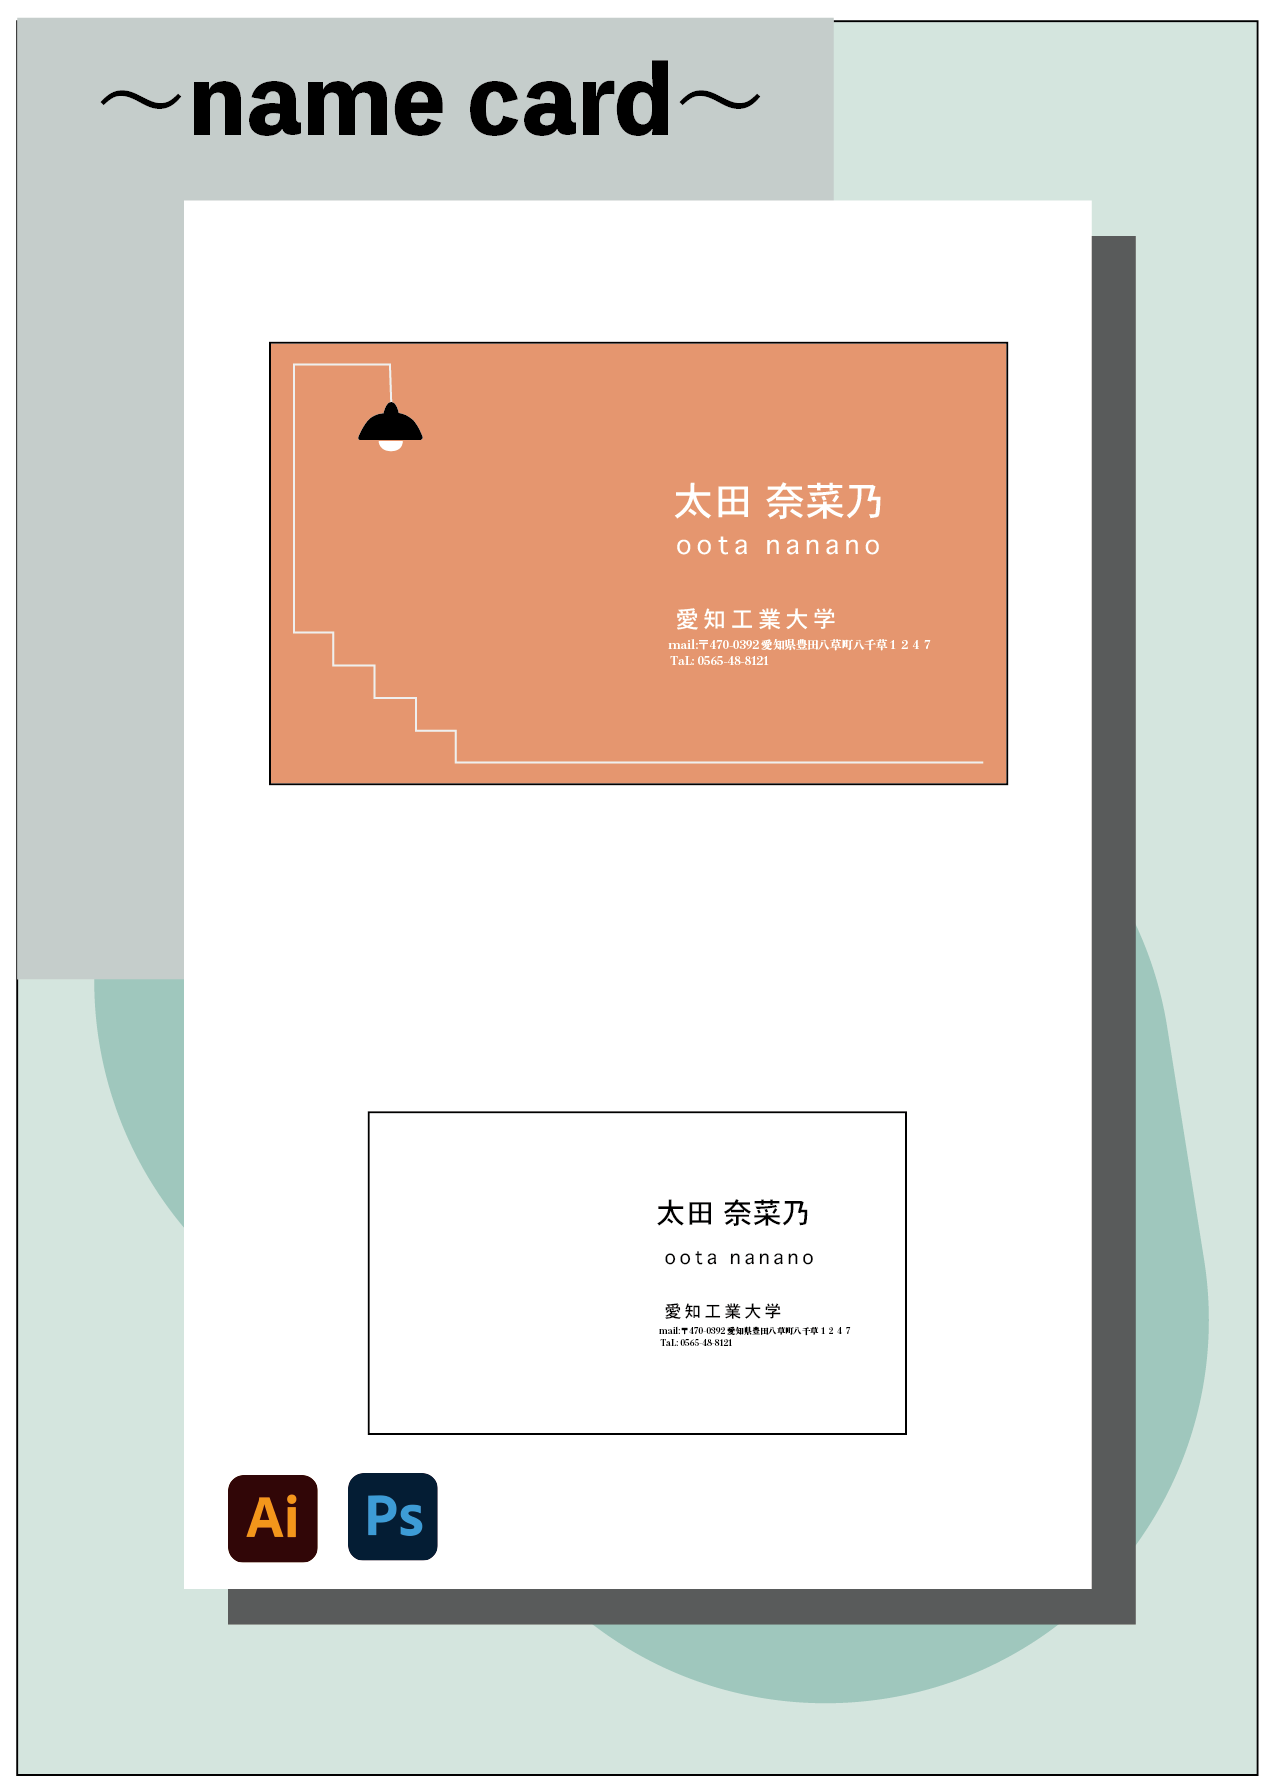 ～name card～
太田 奈菜乃
oota nanano
愛知工業大学
mail:〒470-0392 愛知県豊田八草町八千草１２４７
TaL: 0565-48-8121
太田 奈菜乃
oota nanano
愛知工業大学
mail:〒470-0392 愛知県豊田八草町八千草１２４７
TaL: 0565-48-8121
Ai Ps